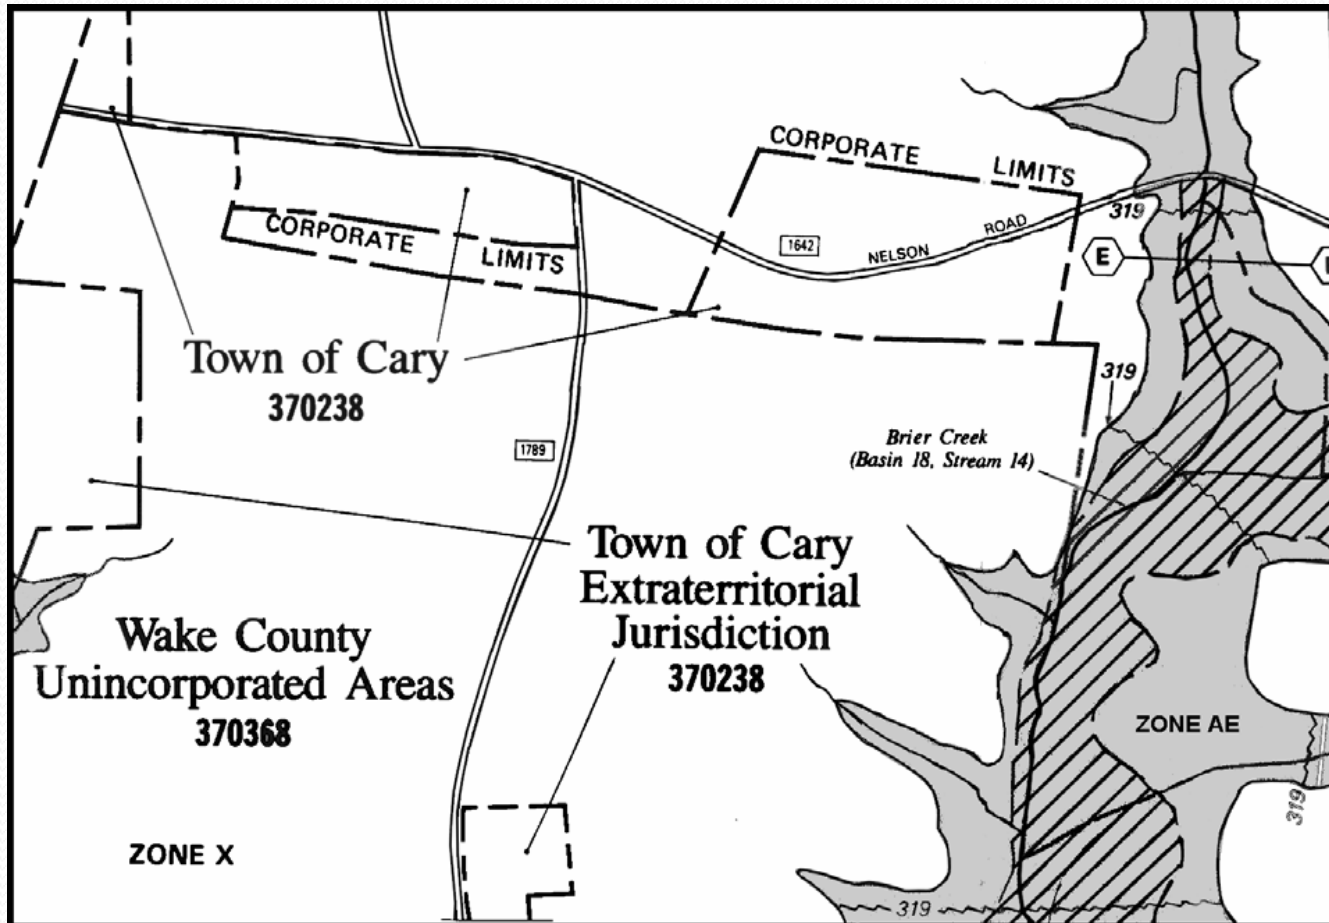 CORPORATE LIMITS
CORPORATE LIMITS
319
1642
NELSON ROAD
E
Town of Cary
370238
319
1789
Brier Creek
(Basin 18, Stream 14)
Town of Cary
Extraterritorial
Jurisdiction
370238
Wake County
Unincorporated Areas
370368
ZONE AE
319
ZONE X
319